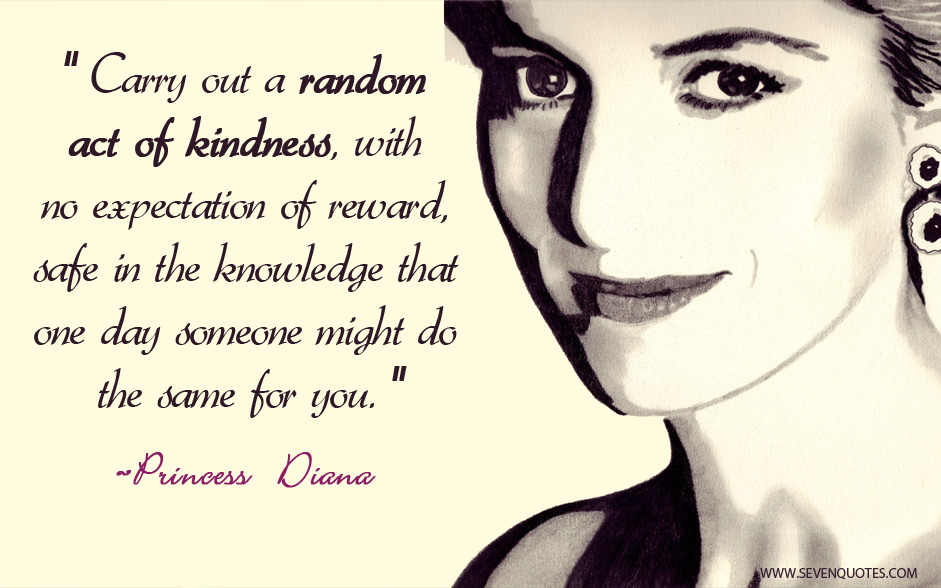 " Carry out a random
act of kindness, with
no expectation of reward,
safe in the knowledge that
one day someone might do
the same for you. "
~Princess Diana
WWW.SEVENQUOTES.COM